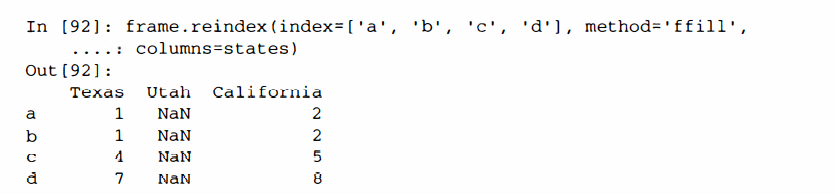 In [92]: frame.reindex(index=['a', 'b', 'c', 'd'], method='ffill',
....: columns=states)
Out[92]:
Texas Utah California
a 1 NaN 2
b 1 NaN 2
c 4 NaN 5
d 7 NaN 8